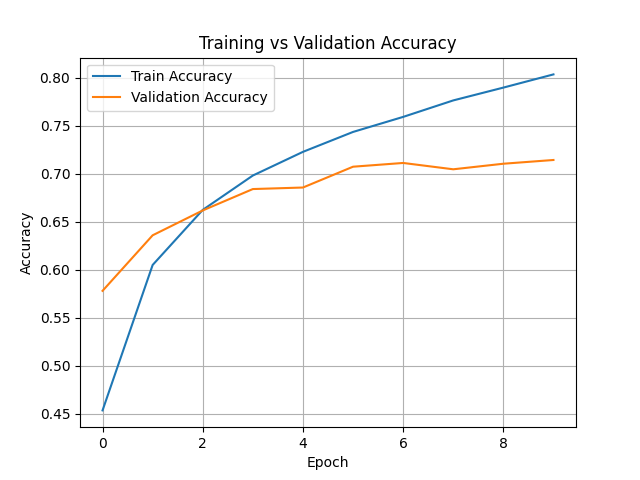 Training vs Validation Accuracy
Train Accuracy
Validation Accuracy
0.80
0.75
0.70
0.65
0.60
0.55
0.50
0.45
Accuracy
0 2 4 6 8
Epoch